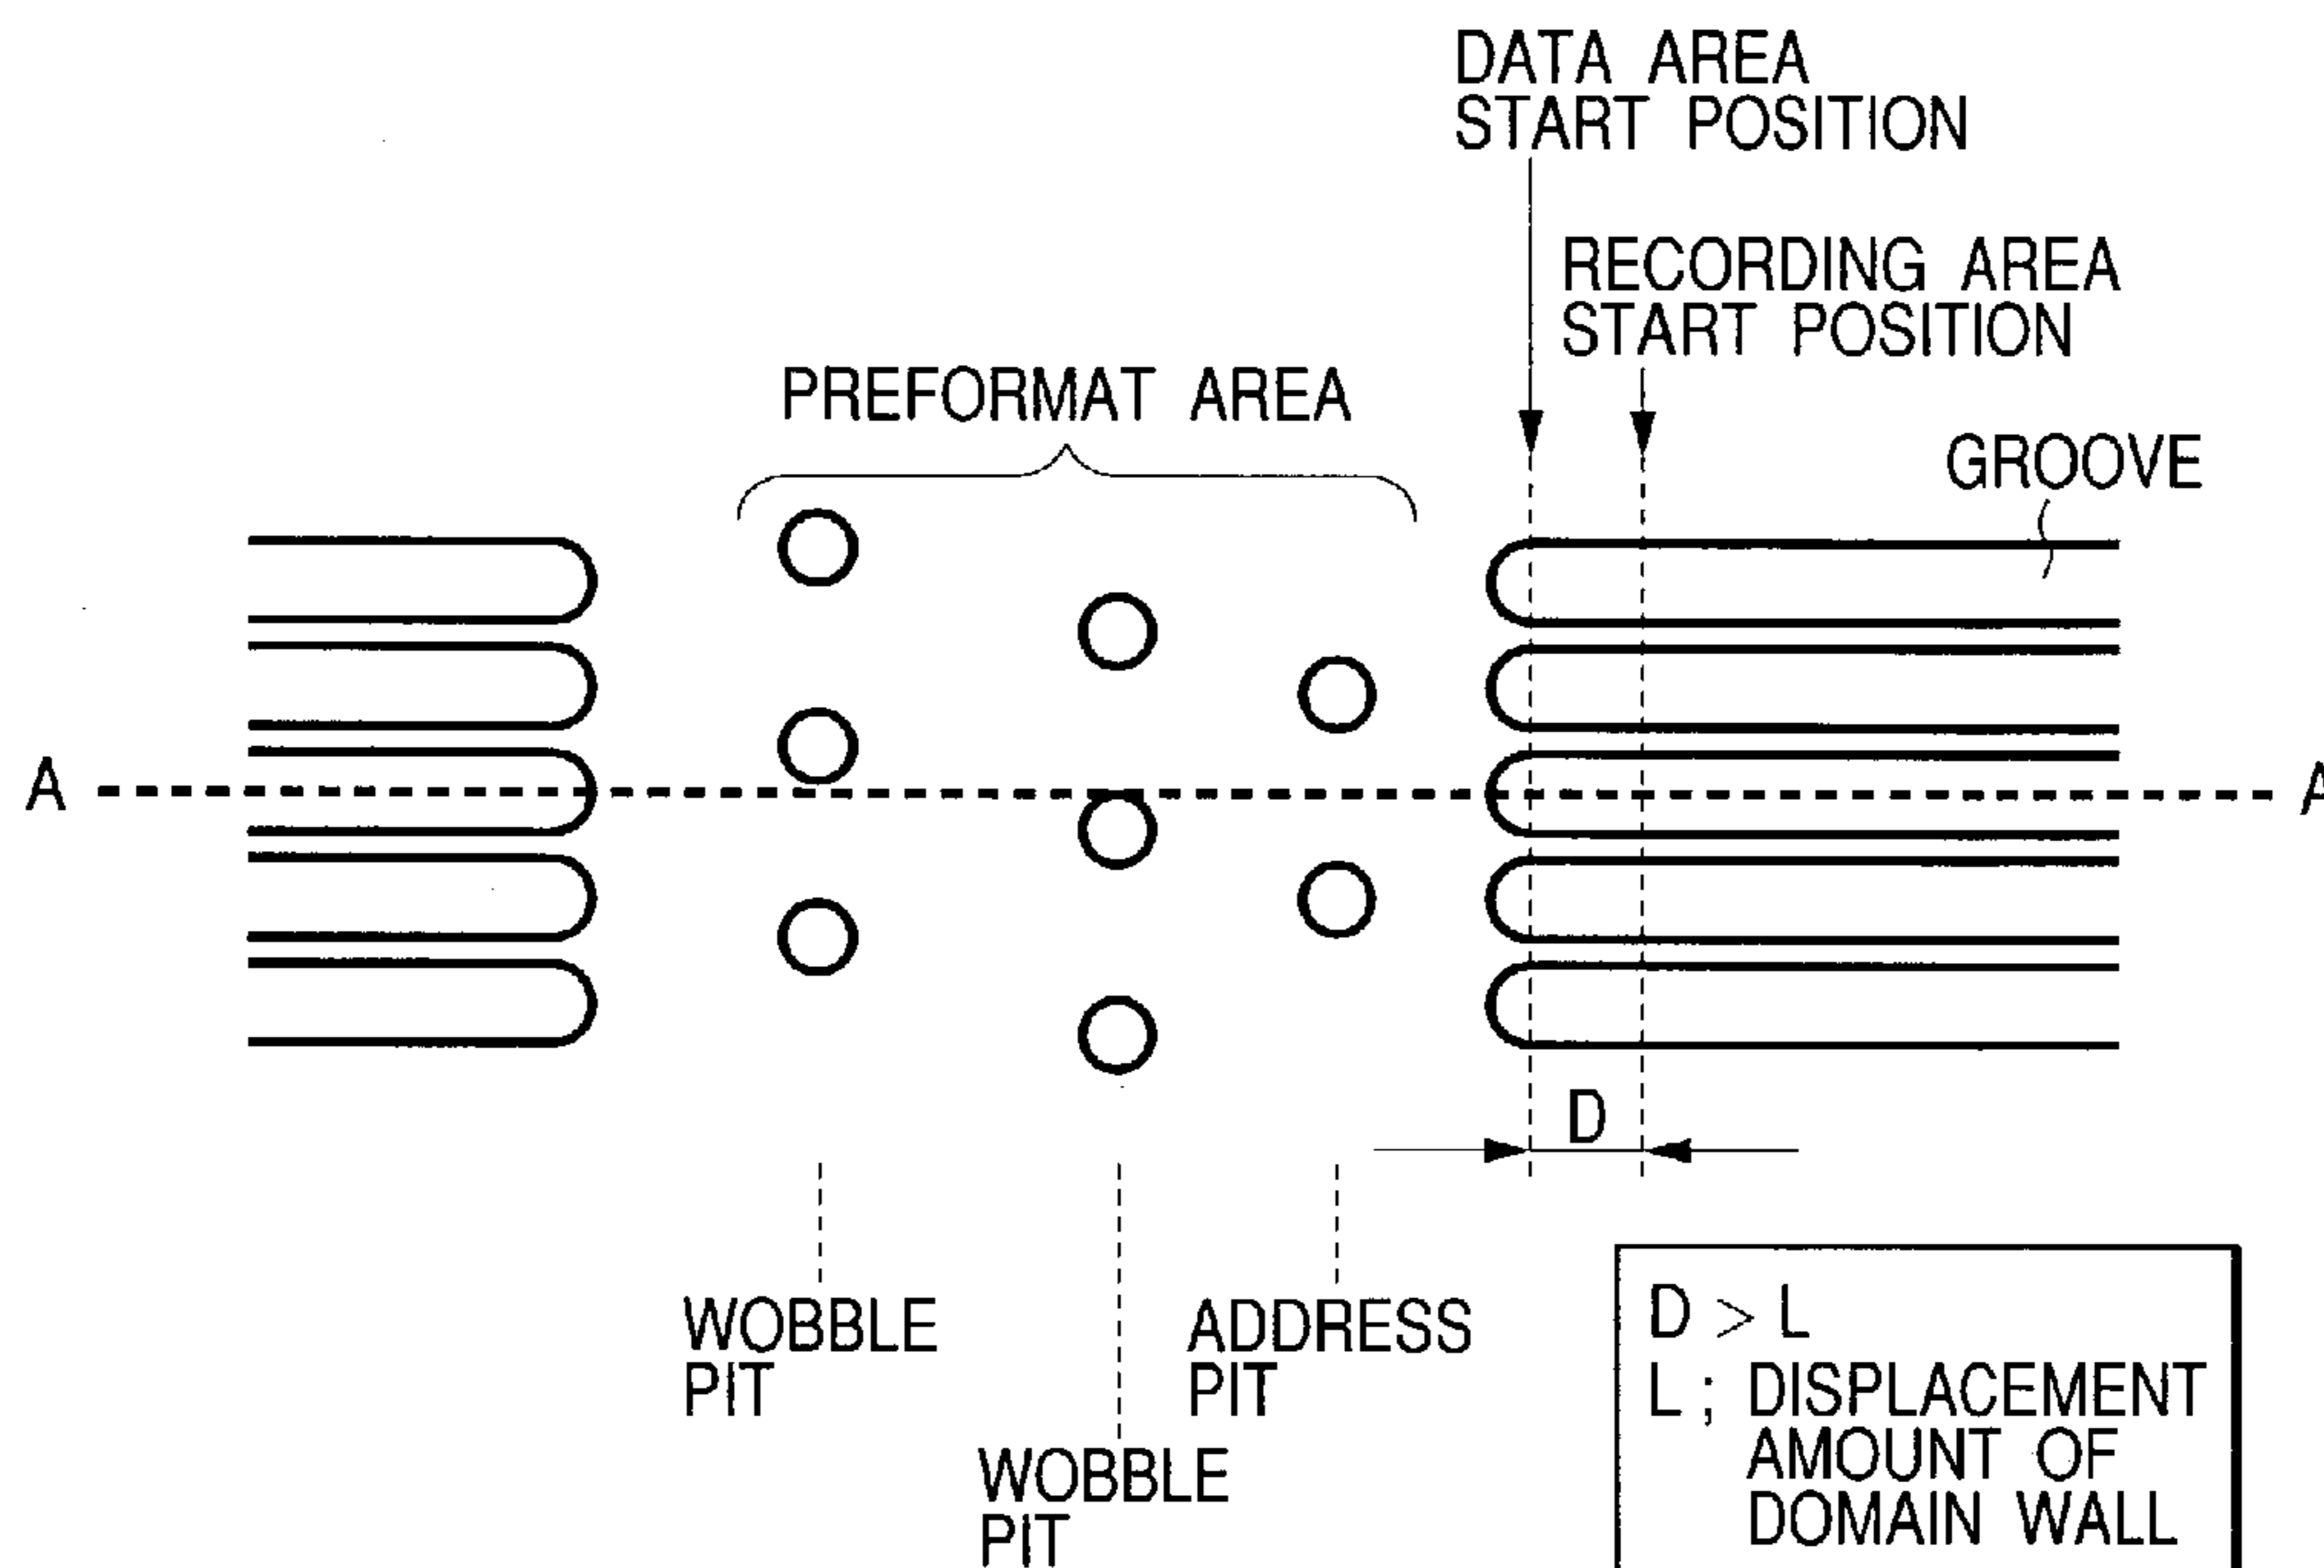 DATA AREA
START POSITION
RECORDING AREA
START POSITION
PREFORMAT AREA
GROOVE
A
A
D
WOBBLE
PIT
ADDRESS
PIT
WOBBLE
PIT
D > L
L ; DISPLACEMENT
AMOUNT OF
DOMAIN WALL